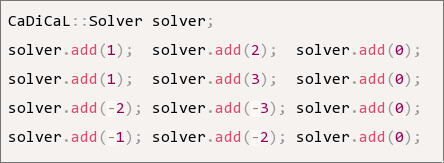 CaDiCaL::Solver solver;
solver.add(1);  solver.add(2);  solver.add(0);
solver.add(1);  solver.add(3);  solver.add(0);
solver.add(-2); solver.add(-3); solver.add(0);
solver.add(-1); solver.add(-2); solver.add(0);